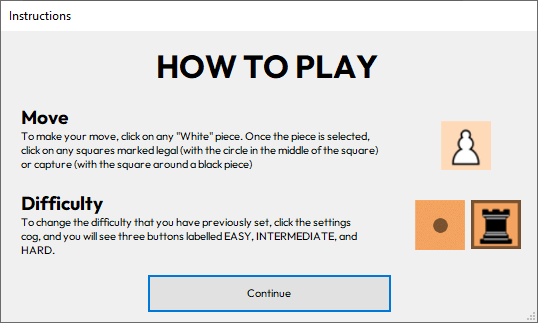 Instructions
HOW TO PLAY
Move
To make your move, click on any "White" piece. Once the piece is selected,
click on any squares marked legal (with the circle in the middle of the square)
or capture (with the square around a black piece)
Difficulty
To change the difficulty that you have previously set, click the settings
cog, and you will see three buttons labelled EASY, INTERMEDIATE, and
HARD.
Continue